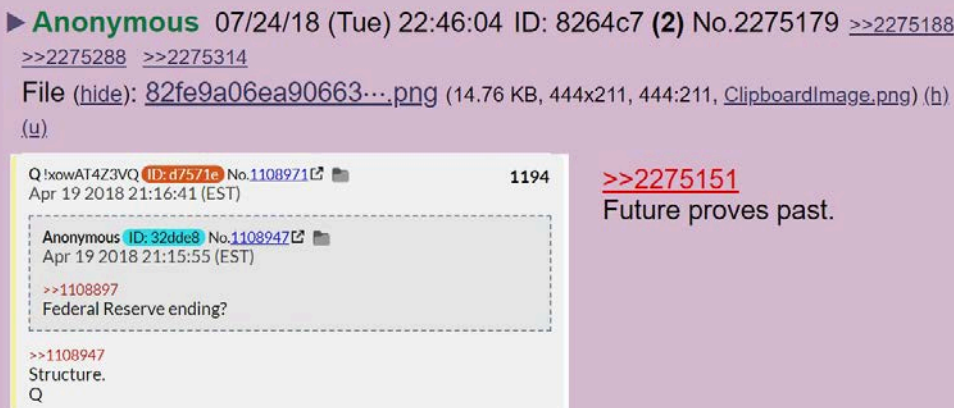 ▶ Anonymous 07/24/18 (Tue) 22:46:04 ID: 8264c7 (2) No.2275179 >>2275188
>>2275288 >>2275314
File (hide): 82fe9a06ea90663⋯.png (14.76 KB, 444x211, 444:211, ClipboardImage.png) (h)
(u)
Q !xowAT4Z3VQ ID: d7571e No.1108971 1194
Apr 19 2018 21:16:41 (EST)
Anonymous ID: 32dde8 No.1108947
Apr 19 2018 21:15:55 (EST)
>>1108897
Federal Reserve ending?
>>1108947
Structure.
Q
>>2275151
Future proves past.